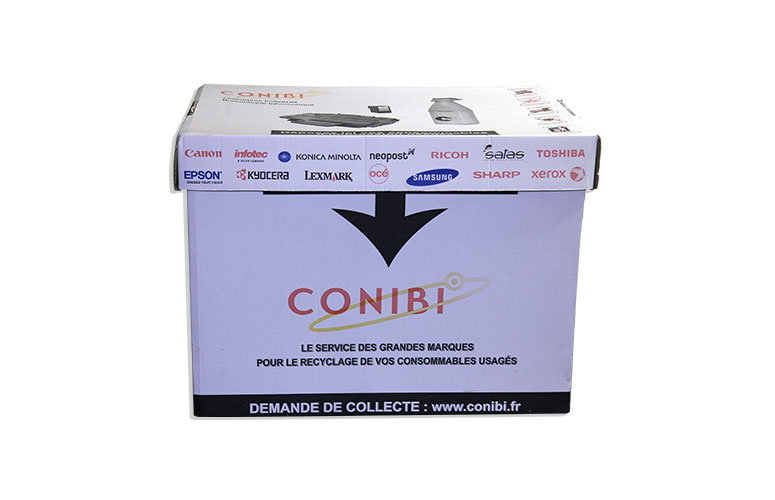 CONIBI
Canon infotec KONICA MINOLTA neopost RICOH sagas TOSHIBA
EPSON KYOCERA LEXMARK océ SAMSUNG SHARP xerox
CONIBI
LE SERVICE DES GRANDES MARQUES
POUR LE RECYCLAGE DE VOS CONSOMMABLES USAGÉS
DEMANDE DE COLLECTE : www.conibi.fr